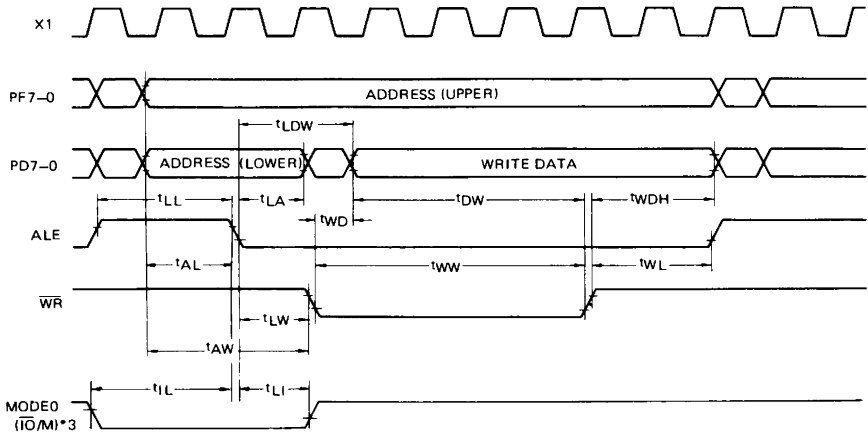 X1
PF7–0
ADDRESS (UPPER)
tLDW
PD7–0
ADDRESS (LOWER)
WRITE DATA
tLL
tLA
tWD
tDW
tWDH
ALE
tAL
tWW
tWL
WR
tLW
tAW
tIL
tLI
MODE0
(IO/M)*3